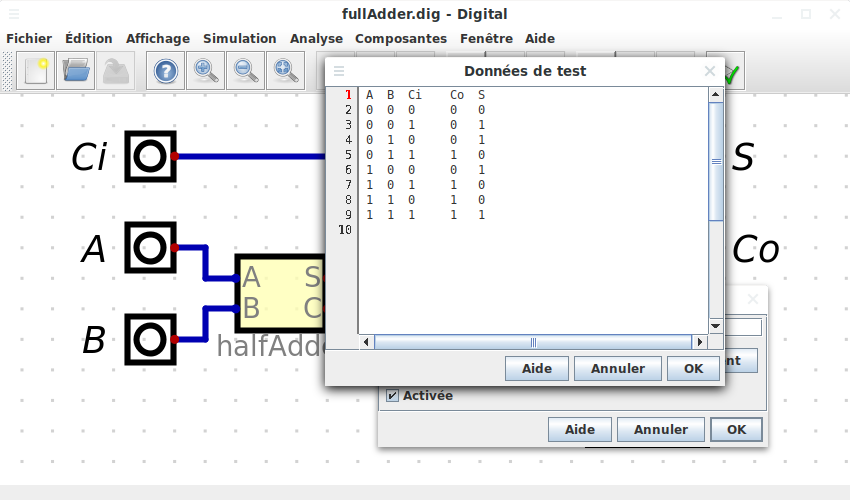 fullAdder.dig - Digital
Fichier Édition Affichage Simulation Analyse Composantes Fenêtre Aide
Données de test
1 A B Ci Co S
2 0 0 0 0 0
3 0 0 1 0 1
4 0 1 0 0 1
5 0 1 1 1 0
6 1 0 0 0 1
7 1 0 1 1 0
8 1 1 0 1 0
9 1 1 1 1 1
10
Aide Annuler OK
Ci
A
B
A S
B
S
Co
Activée
Aide Annuler OK